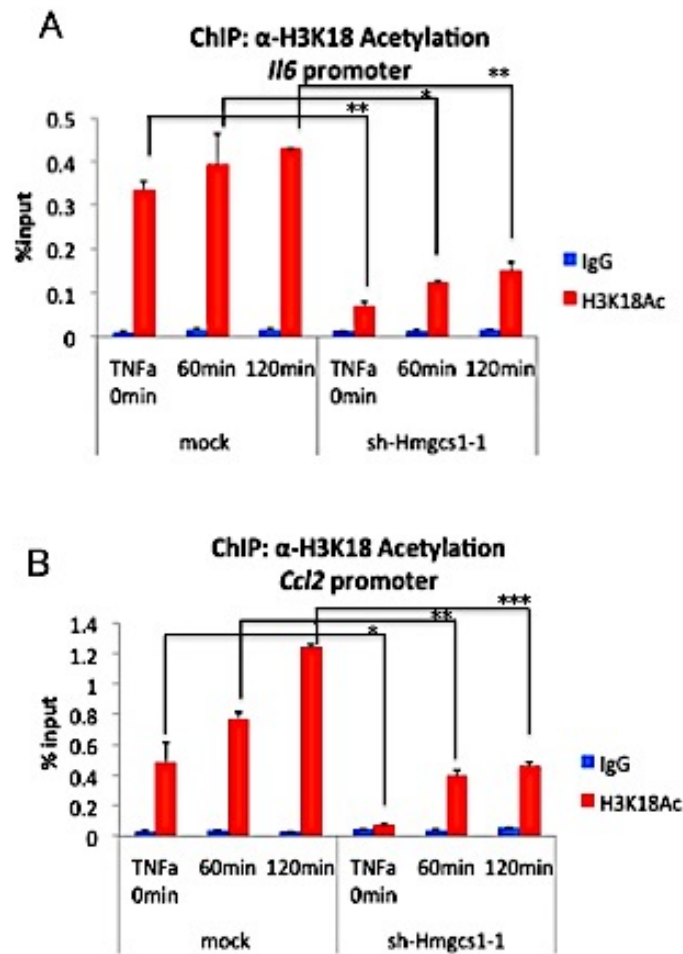 A
ChIP: α-H3K18 Acetylation
Il6 promoter
**
*
**
0.5
0.4
0.3
0.2
0.1
0
%input
IgG
H3K18Ac
TNFa 60min 120min TNFa 60min 120min
0min 0min
mock sh-Hmgcs1-1
B
ChIP: α-H3K18 Acetylation
Ccl2 promoter
***
**
*
1.4
1.2
1
0.8
0.6
0.4
0.2
0
% input
IgG
H3K18Ac
TNFa 60min 120min TNFa 60min 120min
0min 0min
mock sh-Hmgcs1-1